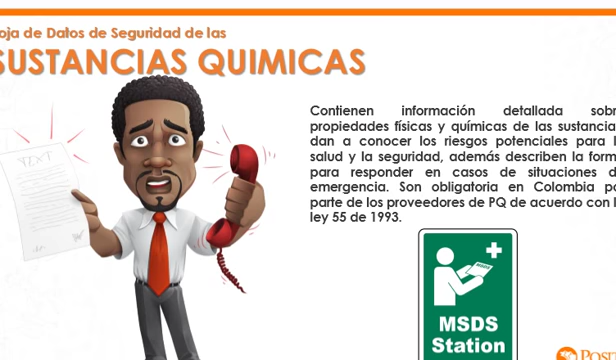 oja de Datos de Seguridad de las
SUSTANCIAS QUIMICAS
Contienen información detallada sobr
propiedades físicas y químicas de las sustancia
dan a conocer los riesgos potenciales para l
salud y la seguridad, además describen la form
para responder en casos de situaciones d
emergencia. Son obligatoria en Colombia po
parte de los proveedores de PQ de acuerdo con l
ley 55 de 1993.
TEXT
MSDS
MSDS
Station
POSI